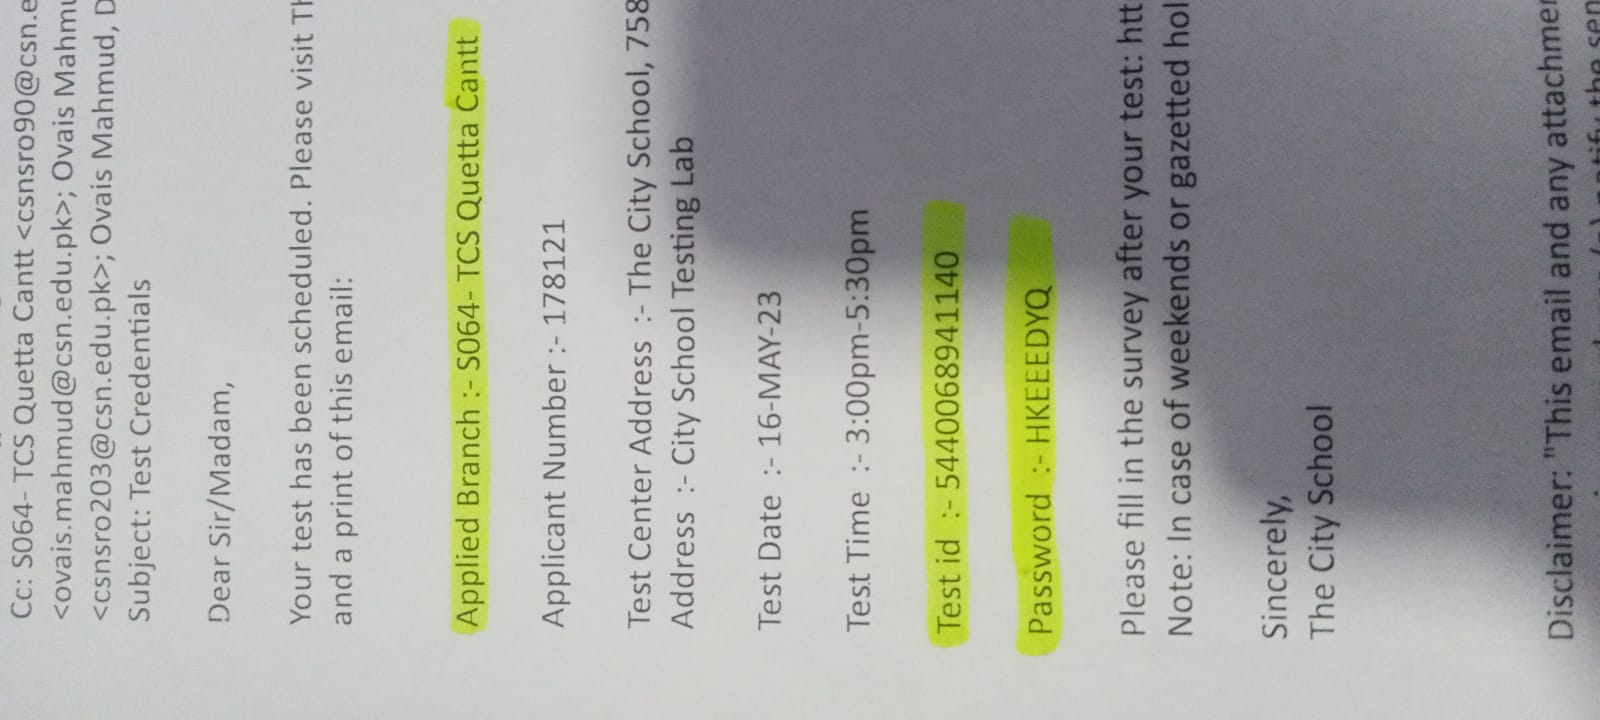 Cc: S064- TCS Quetta Cantt <csnsro90@csn.e
<ovais.mahmud@csn.edu.pk>; Ovais Mahmu
<csnsro203@csn.edu.pk>; Ovais Mahmud, D
Subject: Test Credentials
Dear Sir/Madam,
Your test has been scheduled. Please visit Th
and a print of this email:
Applied Branch :- S064- TCS Quetta Cantt
Applicant Number :- 178121
Test Center Address :- The City School, 758
Address :- City School Testing Lab
Test Date :- 16-MAY-23
Test Time :- 3:00pm-5:30pm
Test id :- 5440068941140
Password :- HKEEEDYQ
Please fill in the survey after your test: htt
Note: In case of weekends or gazetted hol
Sincerely,
The City School
Disclaimer: "This email and any attachmen
notify the sen